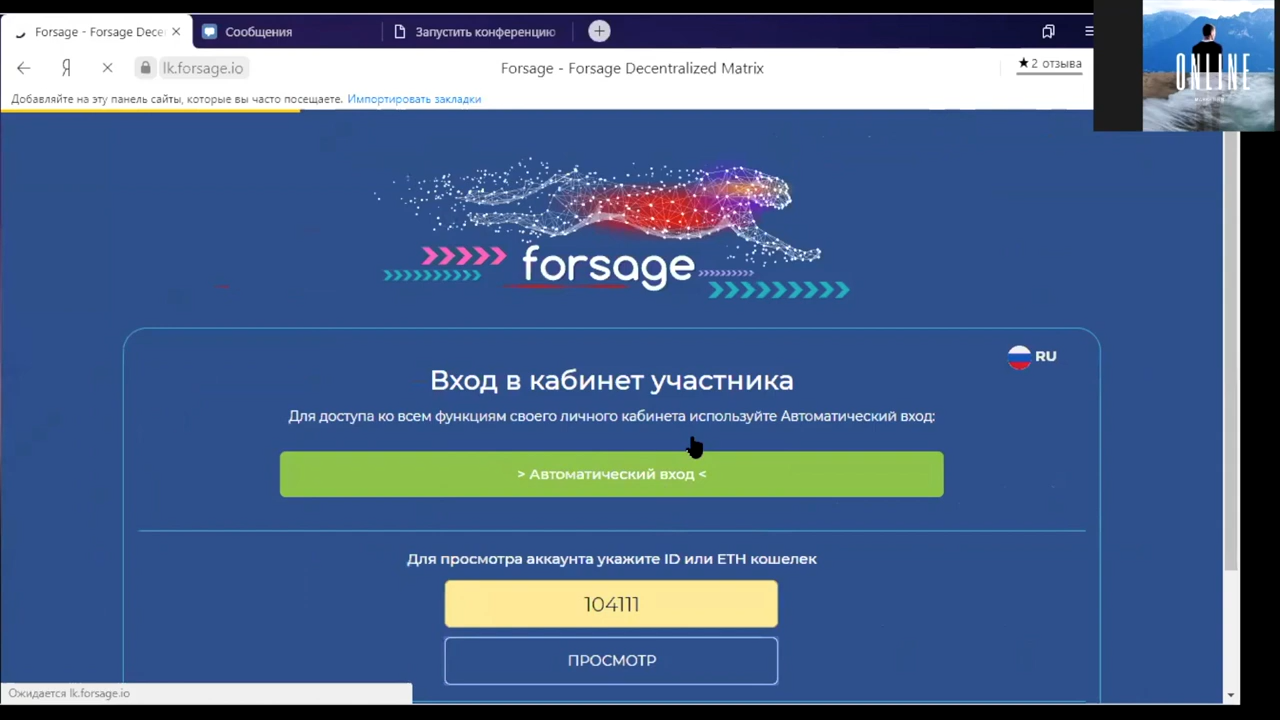 Forsage - Forsage Dece
Сообщения
Запустить конференцию
Я
lk.forsage.io
Forsage - Forsage Decentralized Matrix
★2 отзыва
Добавляйте на эту панель сайты, которые вы часто посещаете. Импортировать закладки
ONLINE
forsage
RU
Вход в кабинет участника
Для доступа ко всем функциям своего личного кабинета используйте Автоматический вход:
> Автоматический вход <
Для просмотра аккаунта укажите ID или ETH кошелек
104111
ПРОСМОТР
Ожидается lk.forsage.io